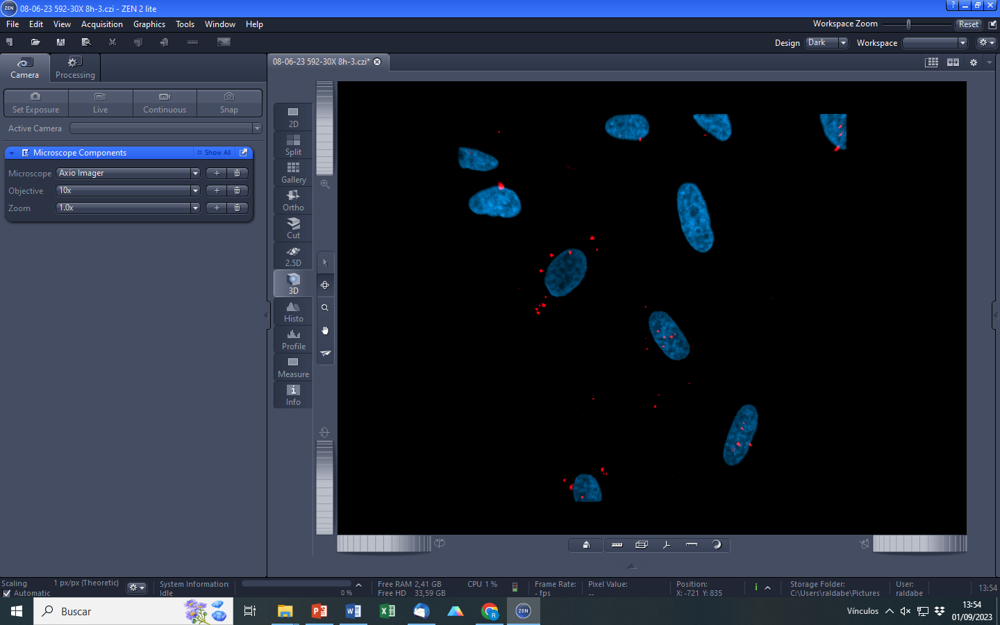 ZEN 08-06-23 592-30X 8h-3.czi - ZEN 2 lite
File Edit View Acquisition Graphics Tools Window Help
Workspace Zoom Reset
Design Dark Workspace
Camera
Processing
08-06-23 592-30X 8h-3.czi*
Set Exposure Live Continuous Snap
Active Camera
Microscope Components Show All
Microscope Axio Imager
Objective 10x
Zoom 1.0x
2D
Split
Gallery
Ortho
Cut
2.5D
3D
Histo
Profile
Measure
Info
Scaling 1 px/px (Theoretic)
Automatic
System Information:
Idle
0 %
Free RAM 2,41 GB
Free HD 33,59 GB
CPU 1 %
Frame Rate:
- fps
Pixel Value:
--
Position:
X: -721 Y: 835
Storage Folder:
C:\Users\raldabe\Pictures
User:
raldabe
13:54
Buscar
ZEN
Vínculos
13:54
01/09/2023